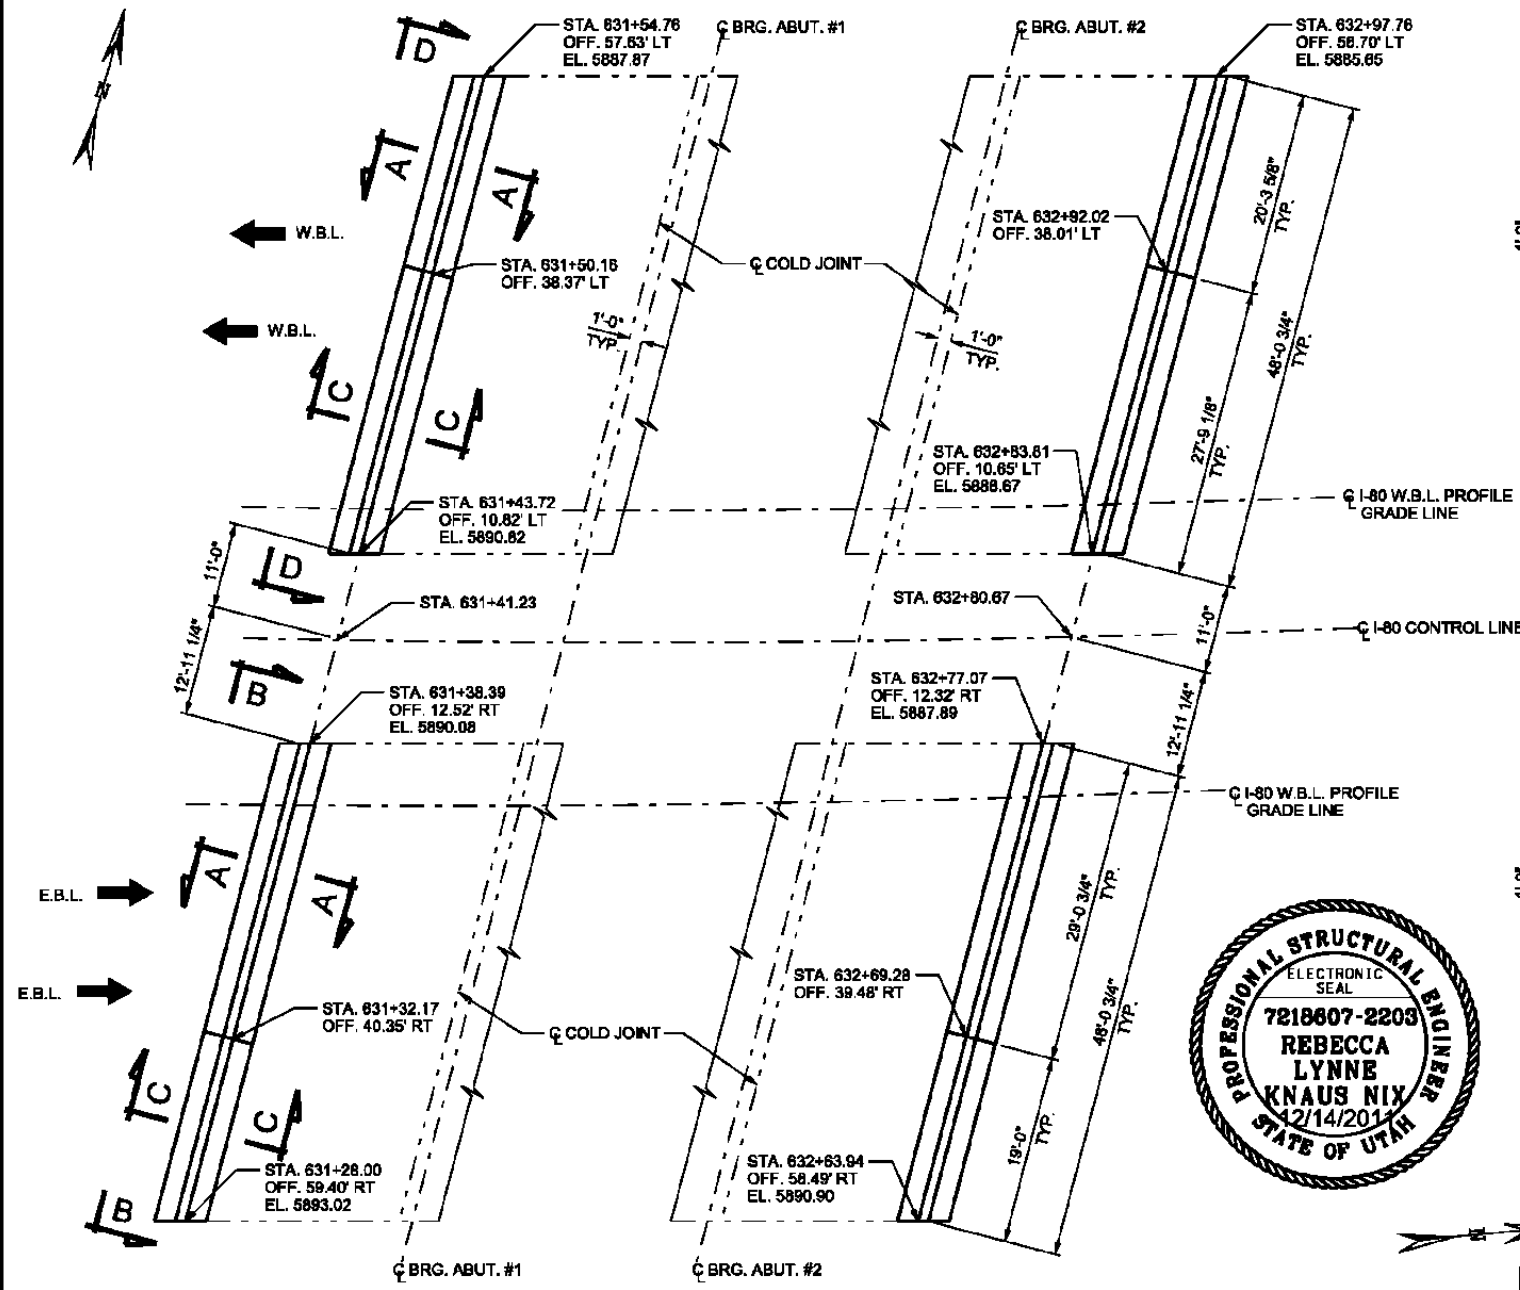 STA. 631+54.76
OFF. 57.63' LT
EL. 5887.87
℄ BRG. ABUT. #1
℄ BRG. ABUT. #2
STA. 632+97.76
OFF. 56.70' LT
EL. 5885.65
D
N
A
A
W.B.L.
W.B.L.
STA. 631+50.16
OFF. 38.37' LT
℄ COLD JOINT
STA. 632+92.02
OFF. 38.01' LT
20'-3 5/8"
TYP.
48'-0 3/4"
TYP.
27'-9 1/8"
TYP.
1'-0"
TYP.
1'-0"
TYP.
C
C
STA. 632+83.81
OFF. 10.65' LT
EL. 5888.67
℄ I-80 W.B.L. PROFILE
GRADE LINE
STA. 631+43.72
OFF. 10.82' LT
EL. 5890.82
11'-0"
D
STA. 631+41.23
STA. 632+80.67
11'-0"
℄ I-80 CONTROL LINE
12'-11 1/4"
B
STA. 631+38.39
OFF. 12.52' RT
EL. 5890.08
STA. 632+77.07
OFF. 12.32' RT
EL. 5887.89
12'-11 1/4"
℄ I-80 W.B.L. PROFILE
GRADE LINE
A
A
E.B.L.
E.B.L.
29'-0 3/4"
TYP.
48'-0 3/4"
TYP.
19'-0"
TYP.
STA. 632+69.28
OFF. 39.48' RT
STA. 631+32.17
OFF. 40.35' RT
℄ COLD JOINT
C
C
STA. 631+28.00
OFF. 59.40' RT
EL. 5893.02
STA. 632+63.94
OFF. 58.49' RT
EL. 5890.90
B
℄ BRG. ABUT. #1
℄ BRG. ABUT. #2
PROFESSIONAL STRUCTURAL ENGINEER
ELECTRONIC
SEAL
7218607-2203
REBECCA
LYNNE
KNAUS NIX
12/14/2011
STATE OF UTAH
N